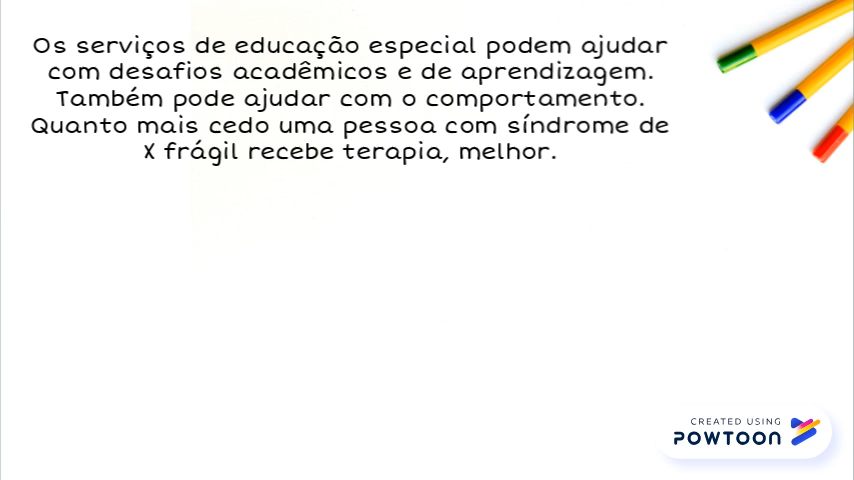 Os serviços de educação especial podem ajudar
com desafios acadêmicos e de aprendizagem.
Também pode ajudar com o comportamento.
Quanto mais cedo uma pessoa com síndrome de
X frágil recebe terapia, melhor.
CREATED USING
POWTOON